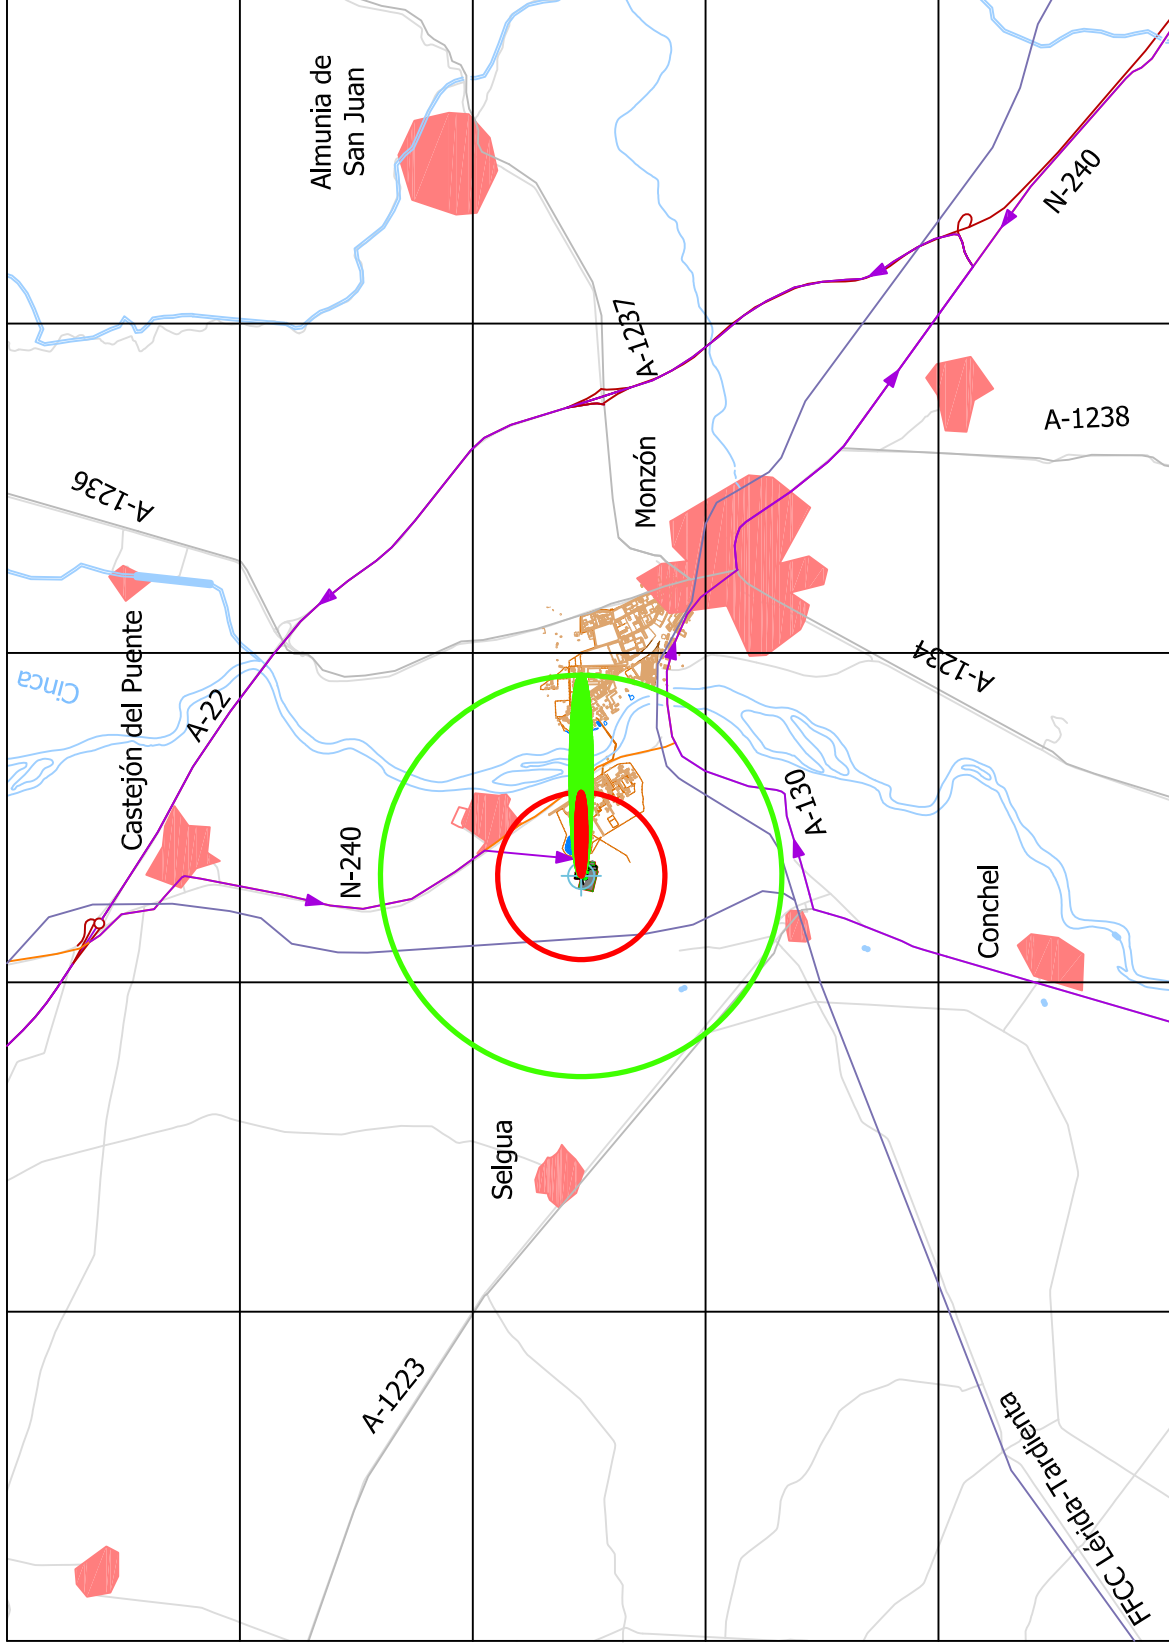 Almunia de
San Juan
N-240
A-1237
A-1238
A-1236
Monzón
Castejón del Puente
Cinca
A-22
A-1234
A-130
N-240
Conchel
Selgua
A-1223
FFCC Lérida-Tardienta